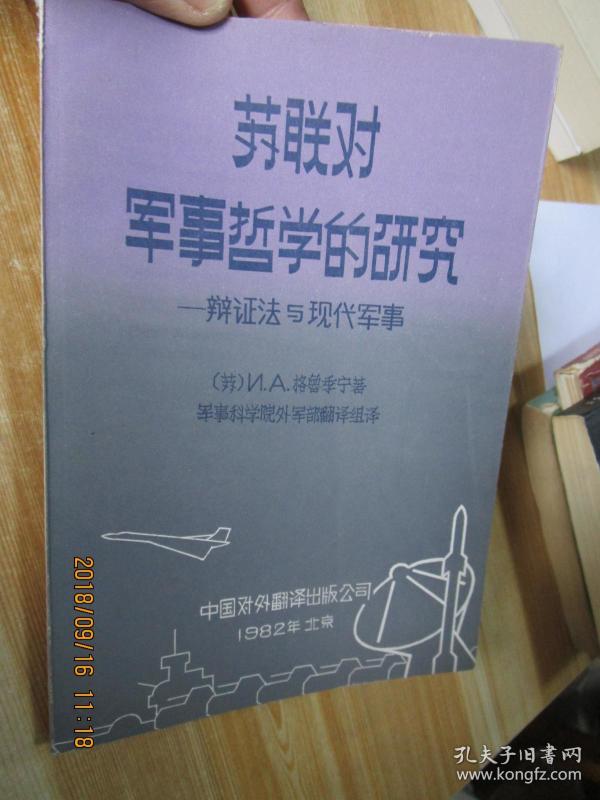 苏联对
军事哲学的研究
—辩证法与现代军事
(苏)И.А.格鲁季宁著
军事科学院外军部翻译组译
中国对外翻译出版公司
1982年 北京
2018/09/16 11:18
孔夫子旧书网
www.kongfz.com